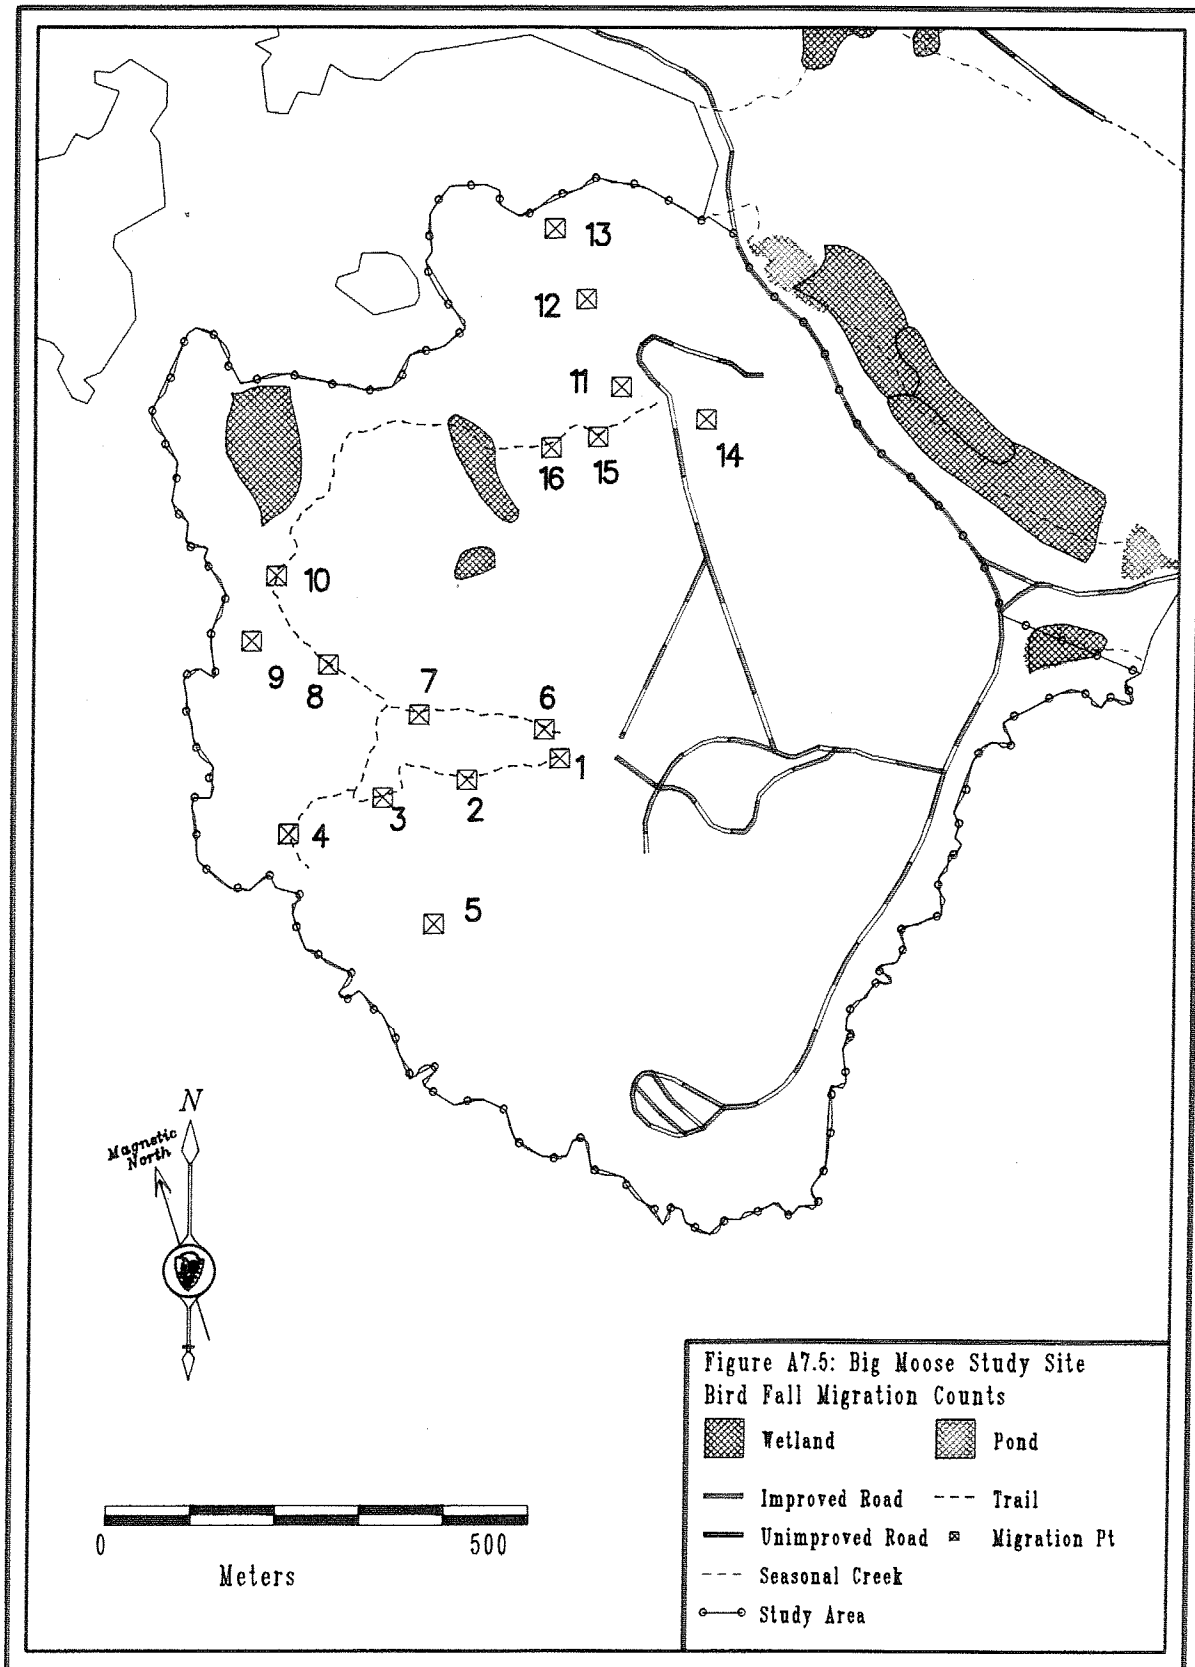 13
12
11
14
16
15
10
9
8
7
6
1
2
3
4
5
N
Magnetic
North
Figure A7.5: Big Moose Study Site
Bird Fall Migration Counts
Wetland Pond
Improved Road Trail
Unimproved Road Migration Pt
Seasonal Creek
Study Area
0 500
Meters